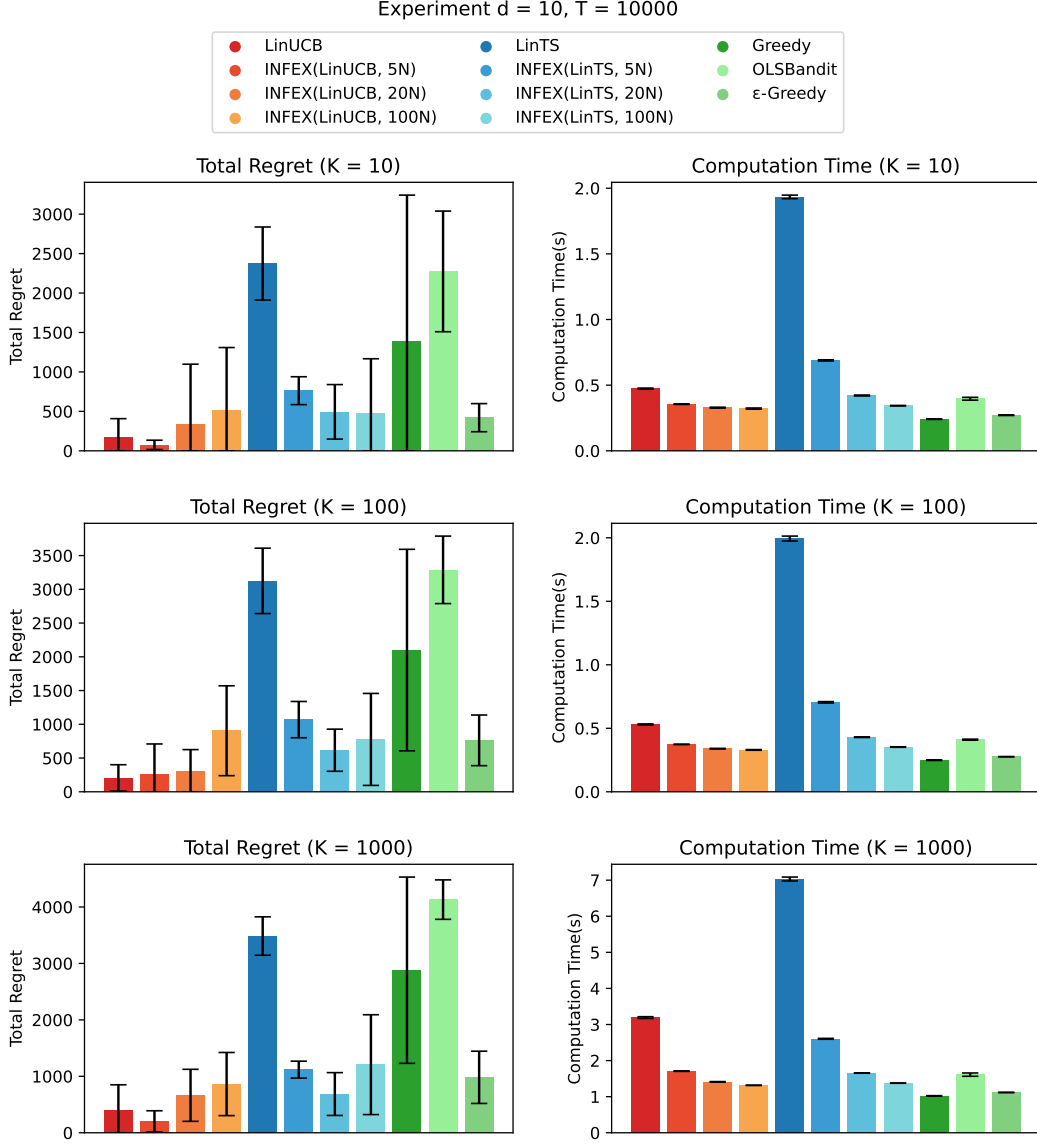 Experiment d = 10, T = 10000
LinUCB
INFEX(LinUCB, 5N)
INFEX(LinUCB, 20N)
INFEX(LinUCB, 100N)
LinTS
INFEX(LinTS, 5N)
INFEX(LinTS, 20N)
INFEX(LinTS, 100N)
Greedy
OLSBandit
ε-Greedy
Total Regret (K = 10)
Total Regret
3000
2500
2000
1500
1000
500
0
Computation Time (K = 10)
Computation Time(s)
2.0
1.5
1.0
0.5
0.0
Total Regret (K = 100)
Total Regret
3500
3000
2500
2000
1500
1000
500
0
Computation Time (K = 100)
Computation Time(s)
2.0
1.5
1.0
0.5
0.0
Total Regret (K = 1000)
Total Regret
4000
3000
2000
1000
0
Computation Time (K = 1000)
Computation Time(s)
7
6
5
4
3
2
1
0